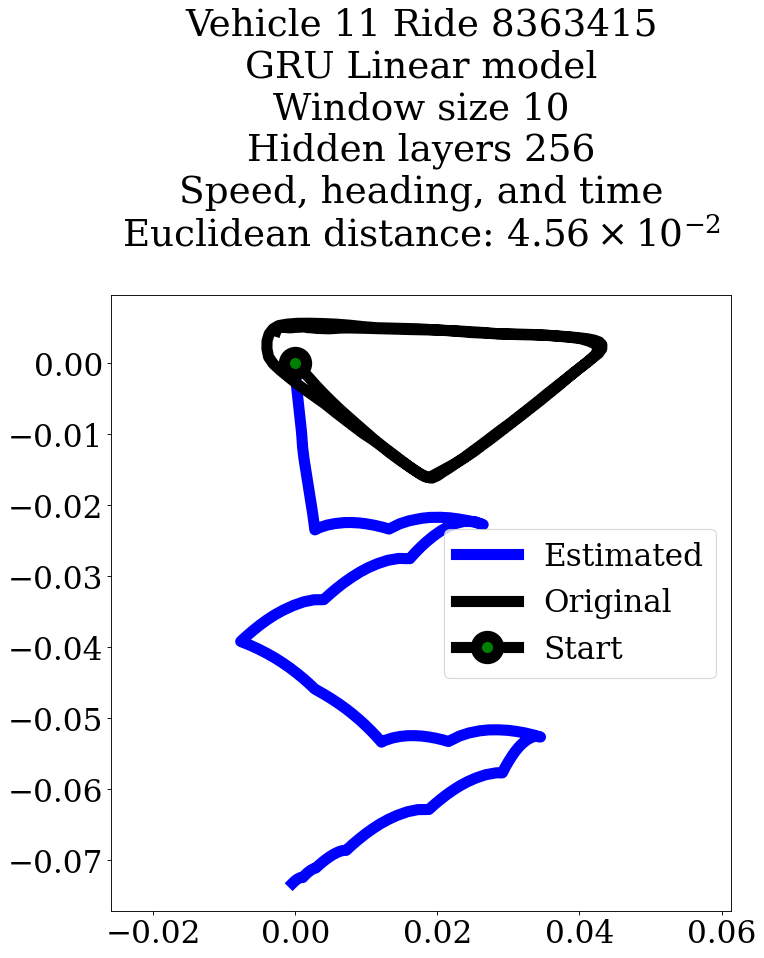 Vehicle 11 Ride 8363415
GRU Linear model
Window size 10
Hidden layers 256
Speed, heading, and time
Euclidean distance: 4.56 × 10⁻²
0.00
−0.01
−0.02
−0.03
−0.04
−0.05
−0.06
−0.07
Estimated
Original
Start
−0.02 0.00 0.02 0.04 0.06